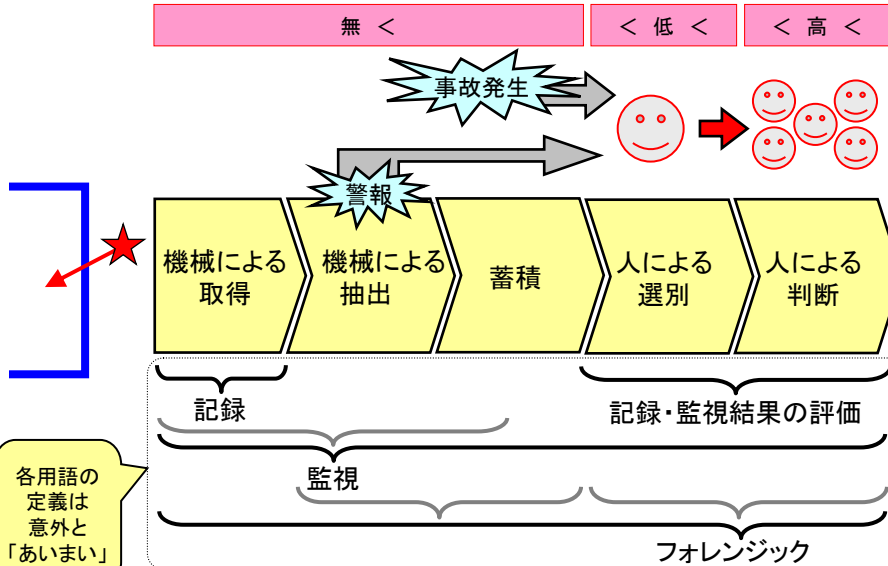 無 <
< 低 <
< 高 <
事故発生
警報
機械による
取得
機械による
抽出
蓄積
人による
選別
人による
判断
記録
記録・監視結果の評価
監視
フォレンジック
各用語の
定義は
意外と
「あいまい」